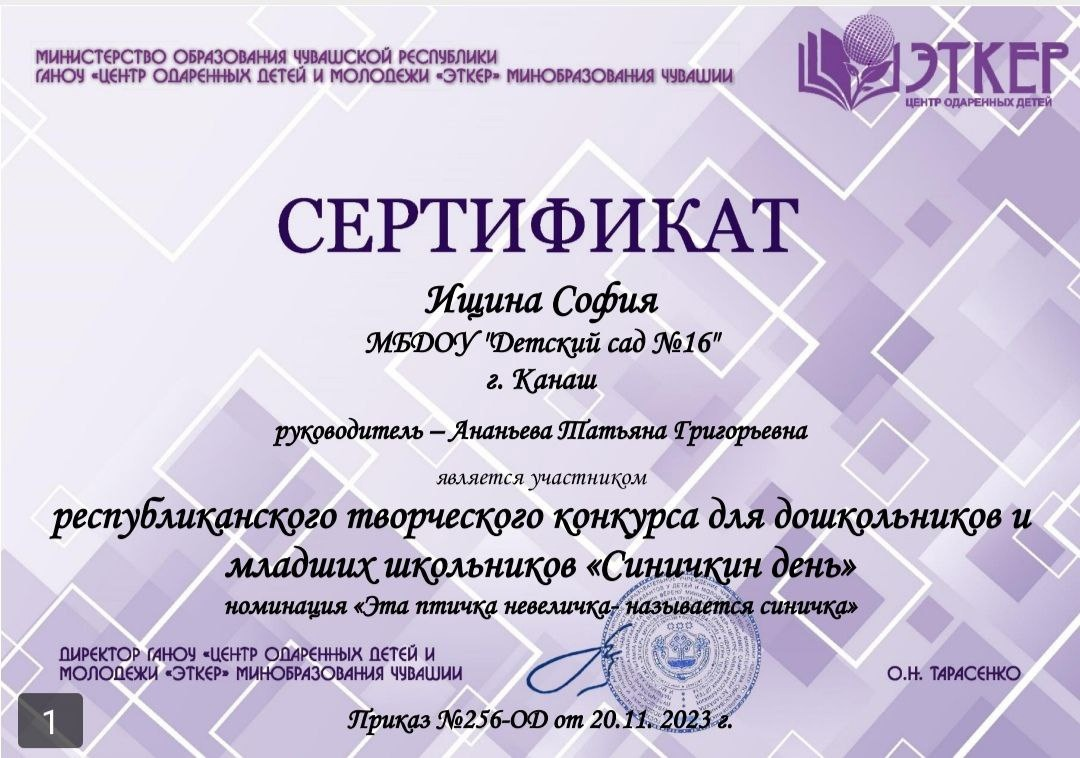 МИНИСТЕРСТВО ОБРАЗОВАНИЯ ЧУВАШСКОЙ РЕСПУБЛИКИ
ГАНОУ «ЦЕНТР ОДАРЕННЫХ ДЕТЕЙ И МОЛОДЕЖИ «ЭТКЕР» МИНОБРАЗОВАНИЯ ЧУВАШИИ
ЭТКЕР
ЦЕНТР ОДАРЕННЫХ ДЕТЕЙ
СЕРТИФИКАТ
Ищина София
МБДОУ "Детский сад №16"
г. Канаш
руководитель – Ананьева Татьяна Григорьевна
является участником
республиканского творческого конкурса для дошкольников и
младших школьников «Синичкин день»
номинация «Эта птичка невеличка- называется синичка»
ДИРЕКТОР ГАНОУ «ЦЕНТР ОДАРЕННЫХ ДЕТЕЙ И
МОЛОДЕЖИ «ЭТКЕР» МИНОБРАЗОВАНИЯ ЧУВАШИИ
О.Н. ТАРАСЕНКО
Приказ №256-ОД от 20.11. 2023 г.
1